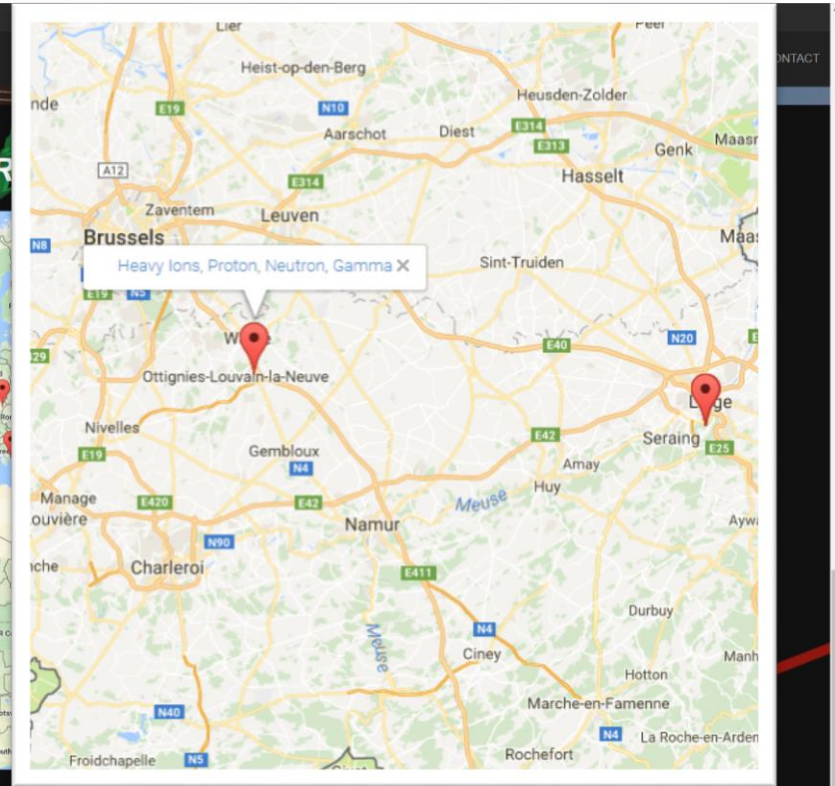 Lier
Peer
Heist-op-den-Berg
CONTACT
Heusden-Zolder
nde
E19
N10
Aarschot
Diest
E314
E313
Maasr
Genk
A12
Hasselt
E314
Zaventem
Leuven
Brussels
Maas
N8
Heavy Ions, Proton, Neutron, Gamma ×
Sint-Truiden
E19
N5
N20
E40
29
Ottignies-Louvain-la-Neuve
Nivelles
Seraing
E42
E25
E19
Gembloux
Amay
N4
Huy
Manage
E420
E42
Meuse
ouvière
Namur
Aywa
N90
che
Charleroi
E411
Durbuy
N4
Meuse
Ciney
Manh
Hotton
Marche-en-Famenne
N40
N4
La Roche-en-Arden
Rochefort
Froidchapelle
N5